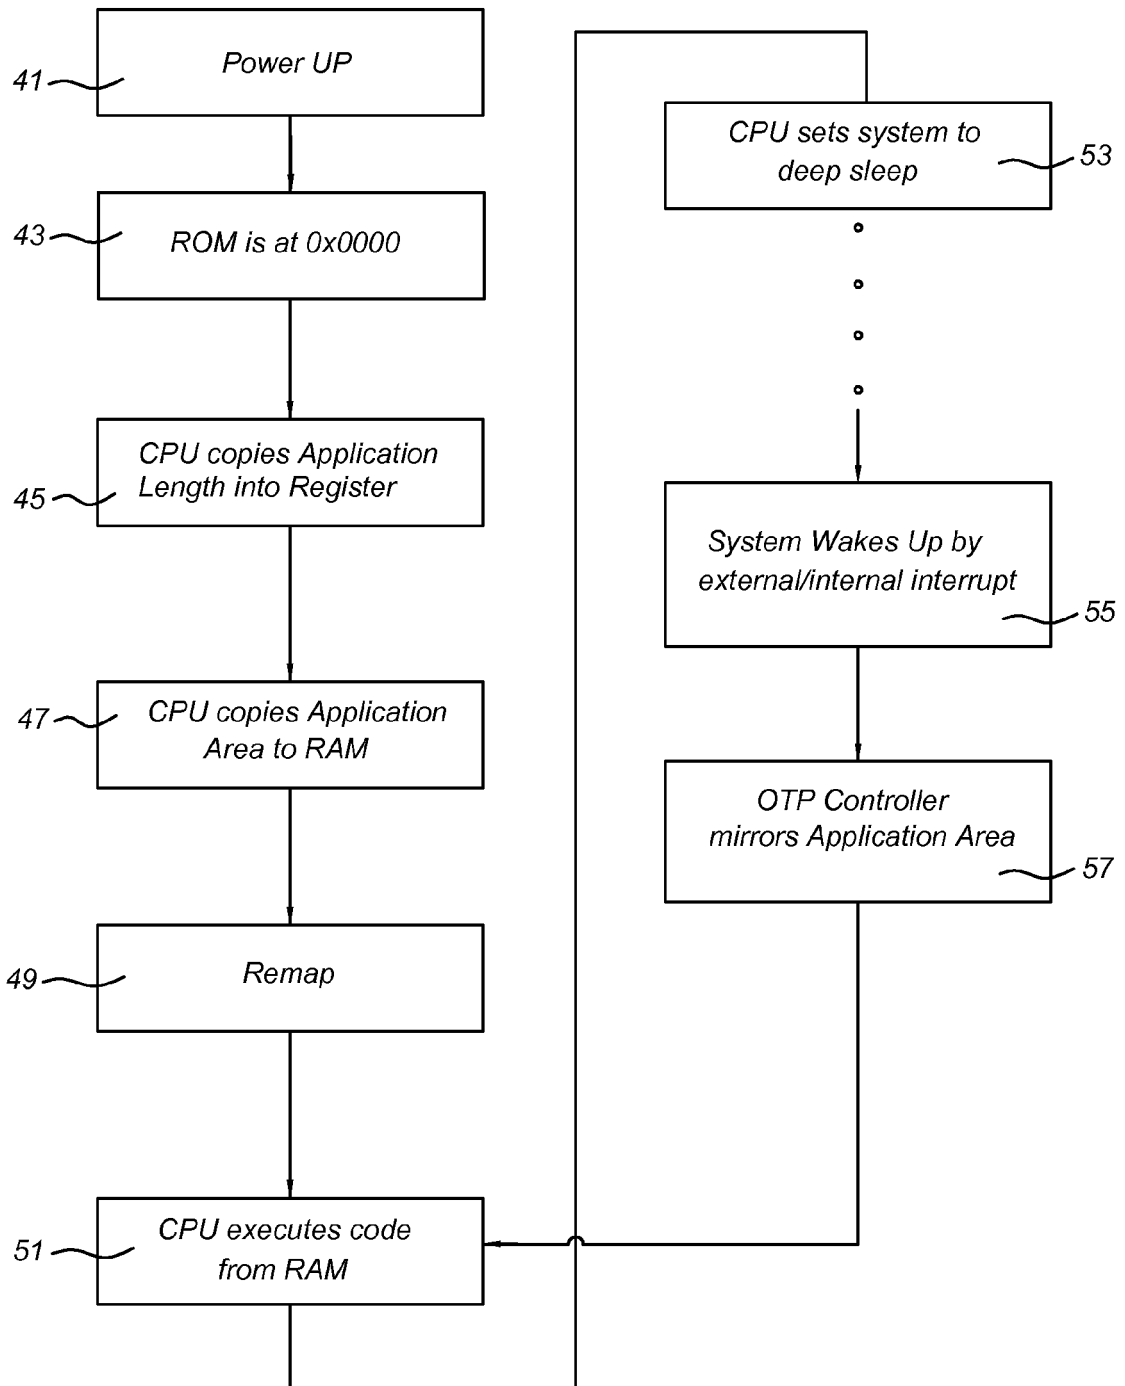 41
Power UP
43
ROM is at 0x0000
45
CPU copies Application
Length into Register
47
CPU copies Application
Area to RAM
49
Remap
51
CPU executes code
from RAM
CPU sets system to
deep sleep
53
System Wakes Up by
external/internal interrupt
55
OTP Controller
mirrors Application Area
57